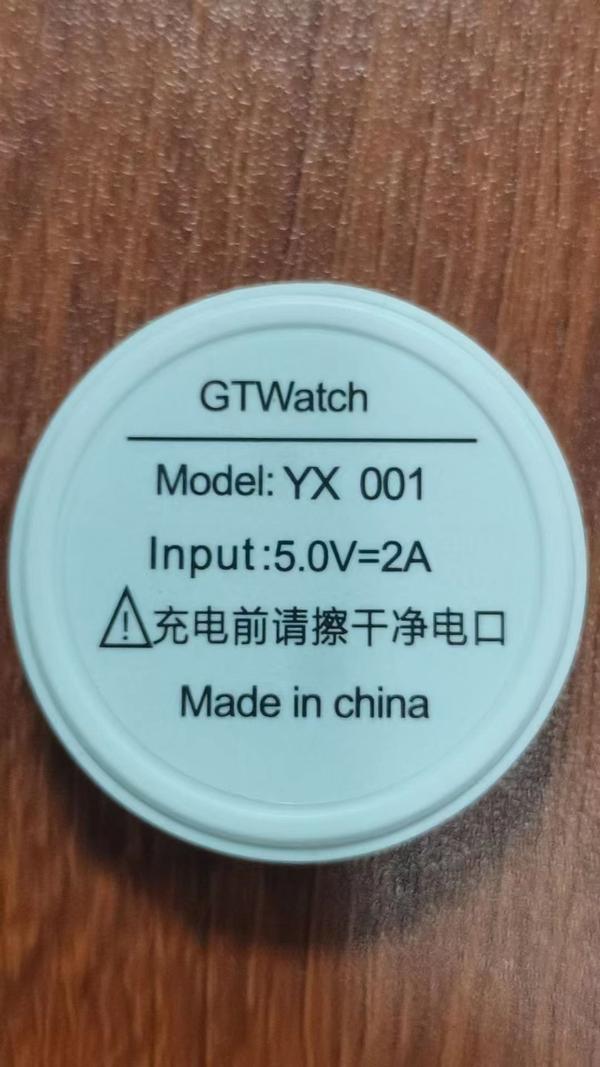 GTWatch
Model: YX 001
Input:5.0V=2A
⚠充电前请擦干净电口
Made in china